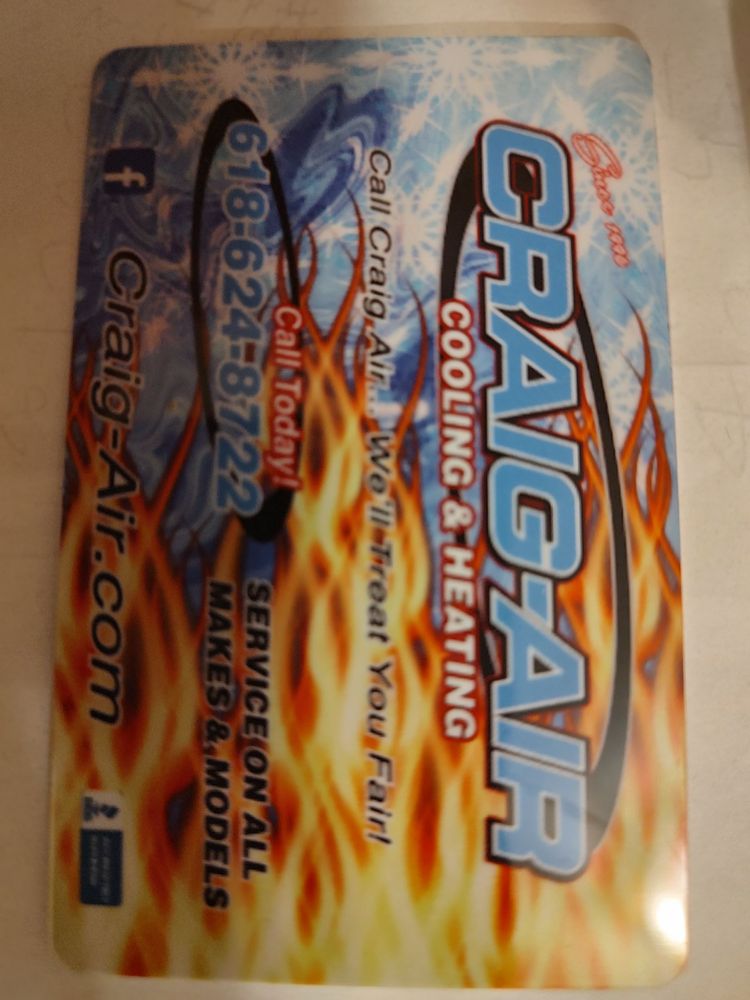 Since
CRAIG-AIR
COOLING & HEATING
Call Craig Air... We'll Treat You Fair!
Call Today!
618-624-8722
SERVICE ON ALL
MAKES & MODELS
f Craig-Air.com